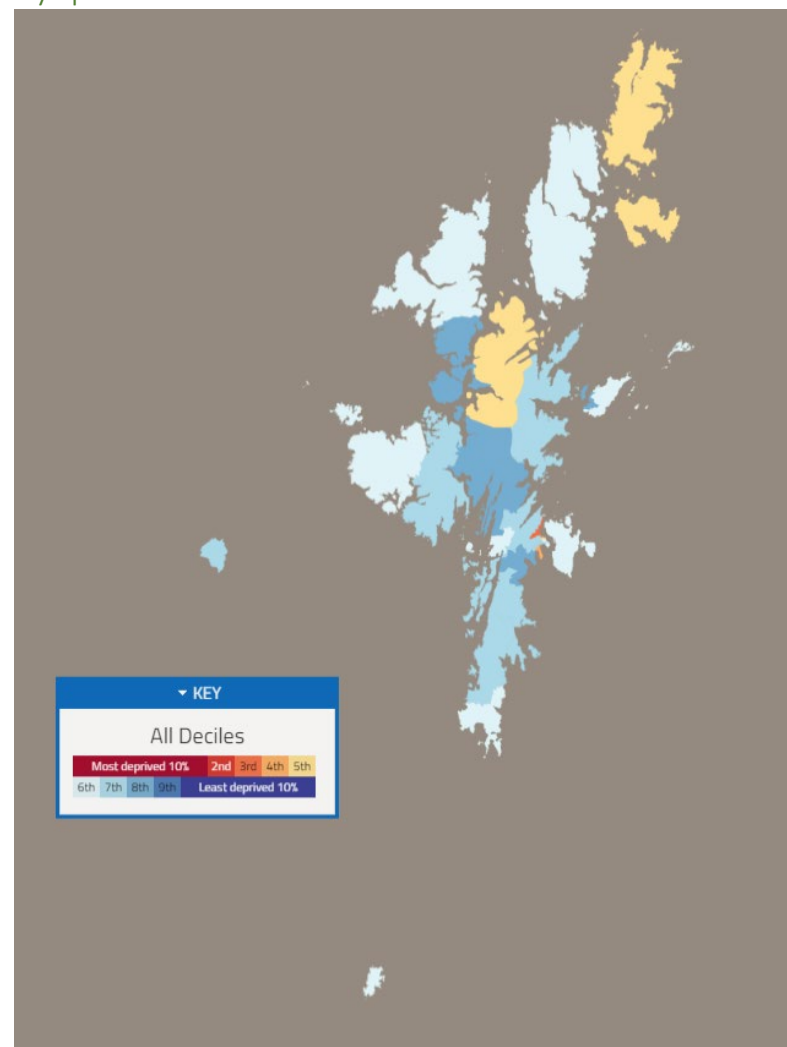 KEY
All Deciles
Most deprived 10% 2nd 3rd 4th 5th
6th 7th 8th 9th Least deprived 10%